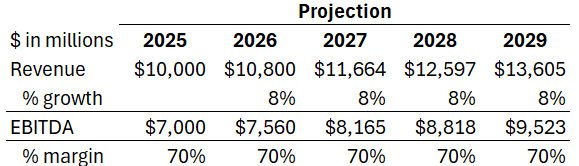 Projection
$ in millions 2025 2026 2027 2028 2029
Revenue $10,000 $10,800 $11,664 $12,597 $13,605
% growth 8% 8% 8% 8%
EBITDA $7,000 $7,560 $8,165 $8,818 $9,523
% margin 70% 70% 70% 70% 70%